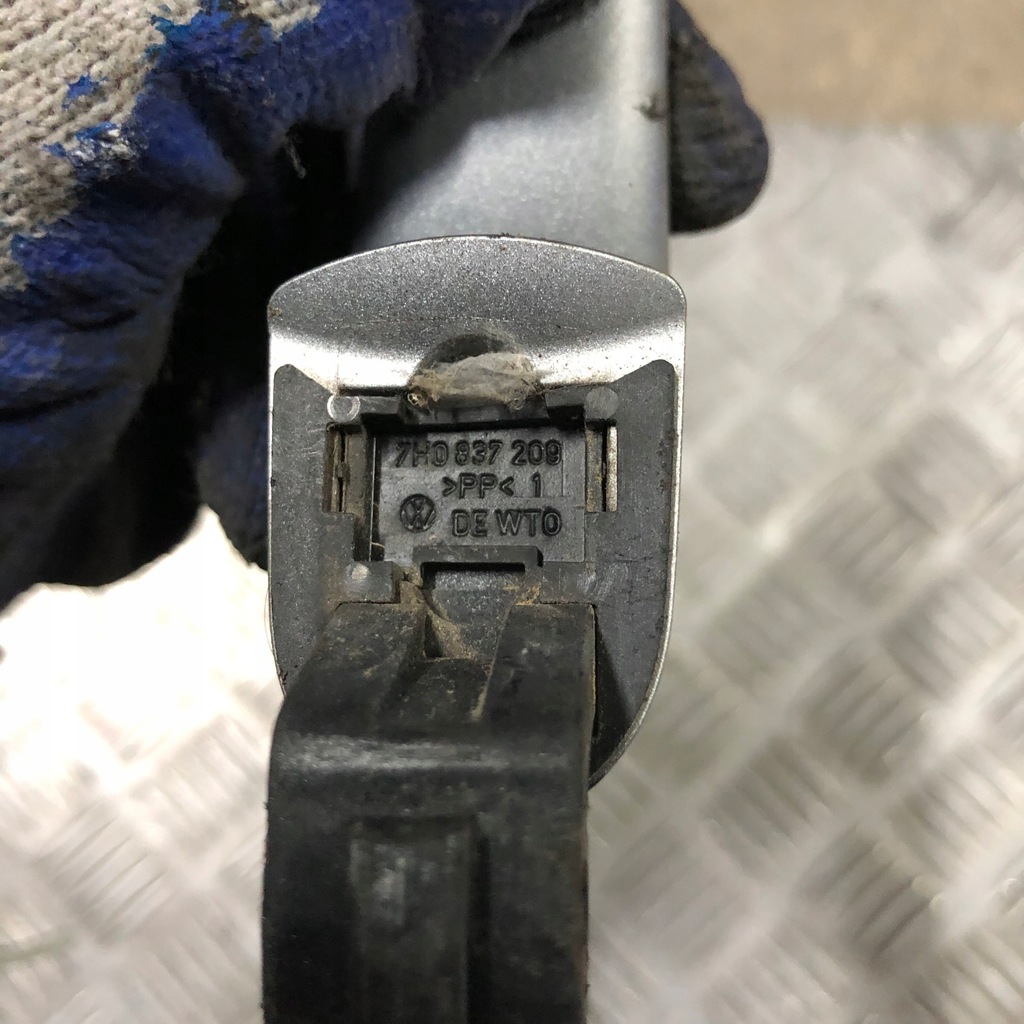 7H0 837 209
>PP< 1
DE WTO